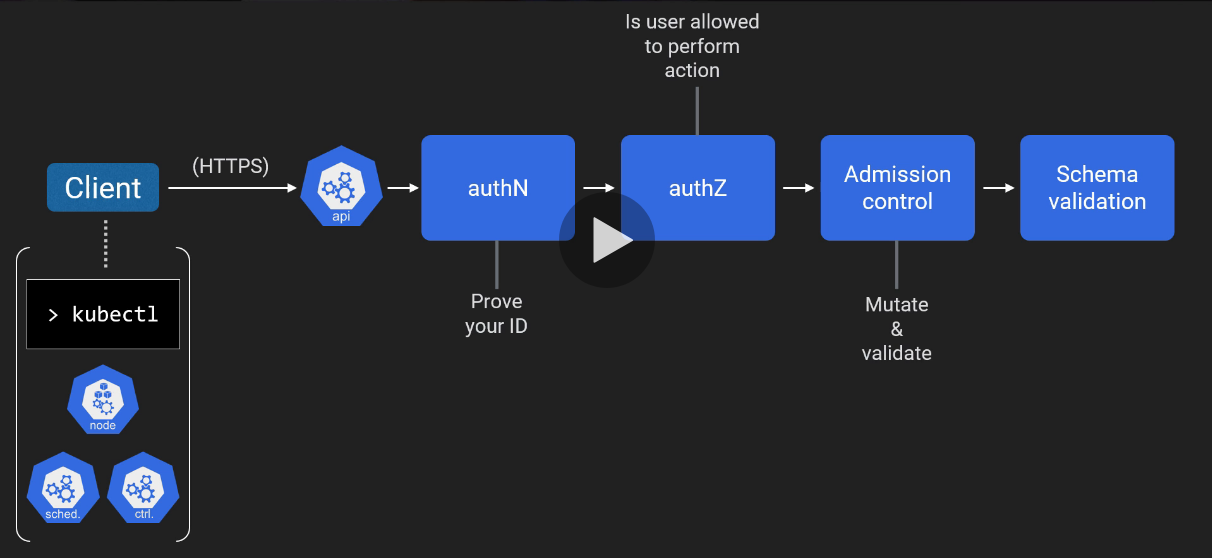 Is user allowed
to perform
action
(HTTPS)
Client
api
authN
authZ
Admission
control
Schema
validation
> kubectl
Prove
your ID
Mutate
&
validate
node
sched.
ctrl.